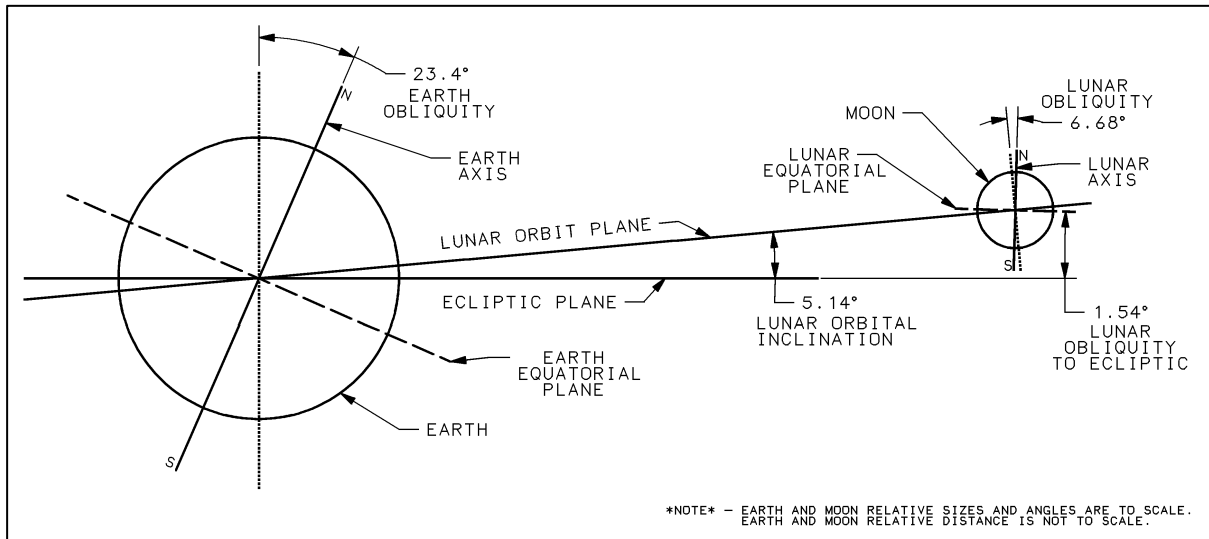 23.4°
EARTH
OBLIQUITY
N
EARTH
AXIS
LUNAR ORBIT PLANE
ECLIPTIC PLANE
EARTH
EQUATORIAL
PLANE
EARTH
S
LUNAR
OBLIQUITY
6.68°
MOON
N
LUNAR
EQUATORIAL
PLANE
LUNAR
AXIS
S
5.14°
LUNAR ORBITAL
INCLINATION
1.54°
LUNAR
OBLIQUITY
TO ECLIPTIC
*NOTE* - EARTH AND MOON RELATIVE SIZES AND ANGLES ARE TO SCALE.
EARTH AND MOON RELATIVE DISTANCE IS NOT TO SCALE.